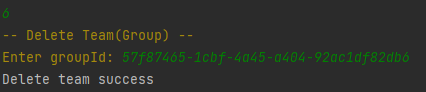 6
-- Delete Team(Group) --
Enter groupId: 57f87465-1cbf-4a45-a404-92ac1df82db6
Delete team success